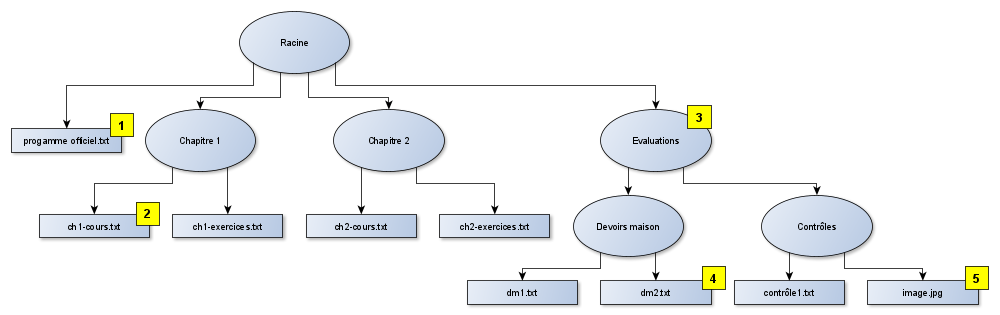 Racine
1
3
progamme officiel.txt
Chapitre 1
Chapitre 2
Evaluations
2
ch1-cours.txt
ch1-exercices.txt
ch2-cours.txt
ch2-exercices.txt
Devoirs maison
Contrôles
4
5
dm1.txt
dm2.txt
contrôle1.txt
image.jpg